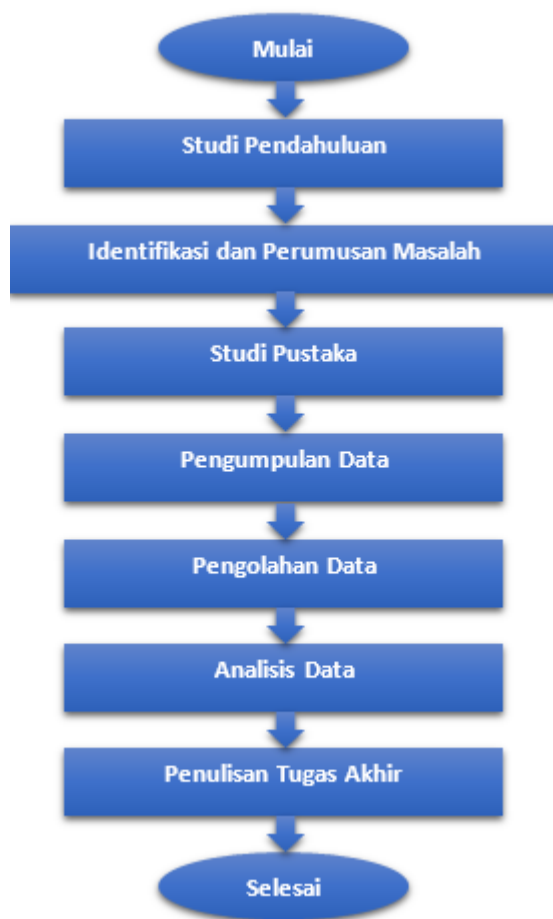 Mulai
Studi Pendahuluan
Identifikasi dan Perumusan Masalah
Studi Pustaka
Pengumpulan Data
Pengolahan Data
Analisis Data
Penulisan Tugas Akhir
Selesai